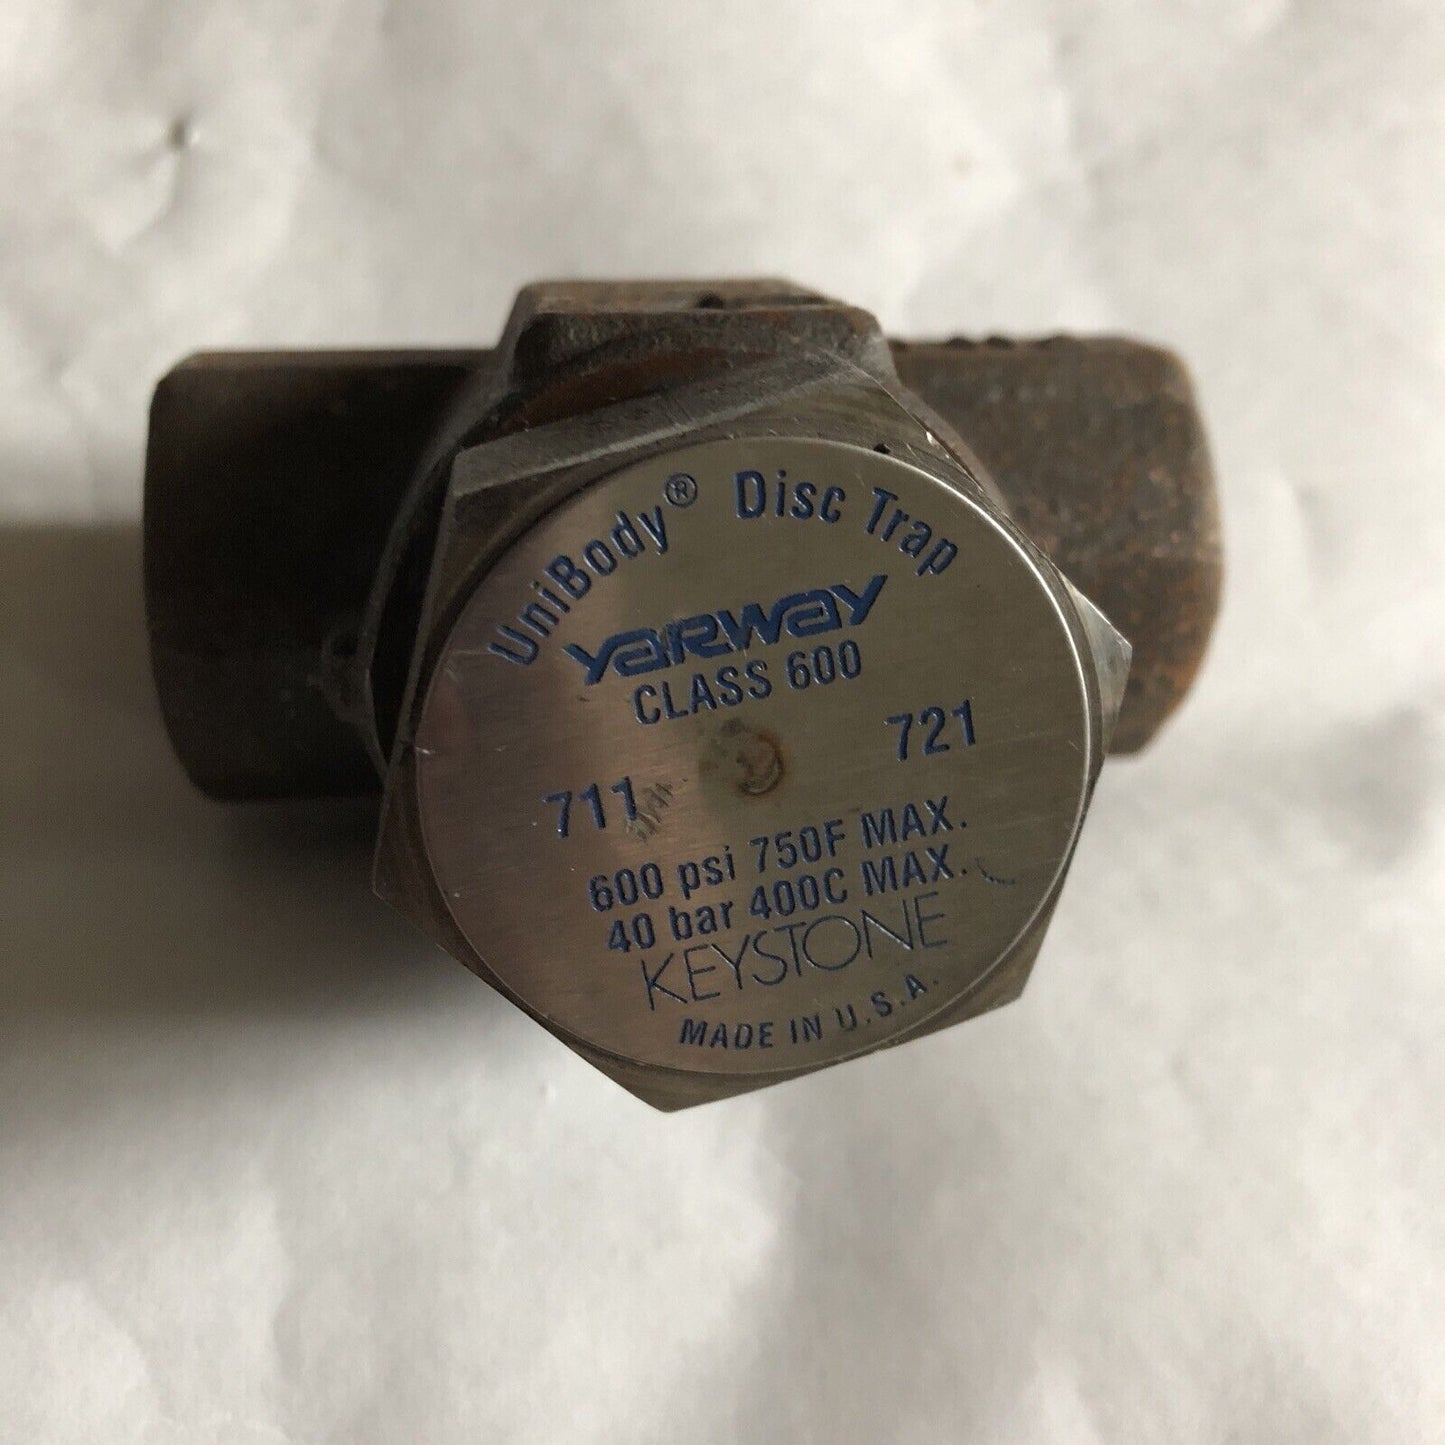 UniBody® Disc Trap
YARWAY
CLASS 600
721
711
600 psi 750F MAX.
40 bar 400C MAX.
KEYSTONE
MADE IN U.S.A.